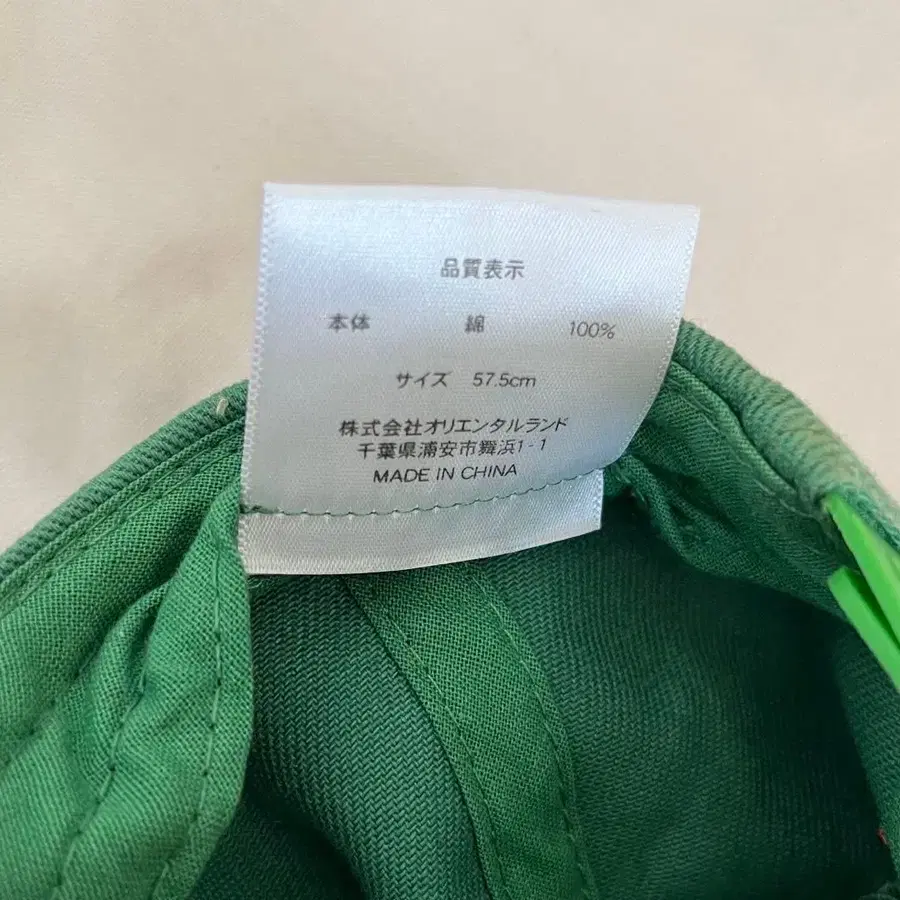 品質表示
本体 綿 100%
サイズ 57.5cm
株式会社オリエンタルランド
千葉県浦安市舞浜1-1
MADE IN CHINA